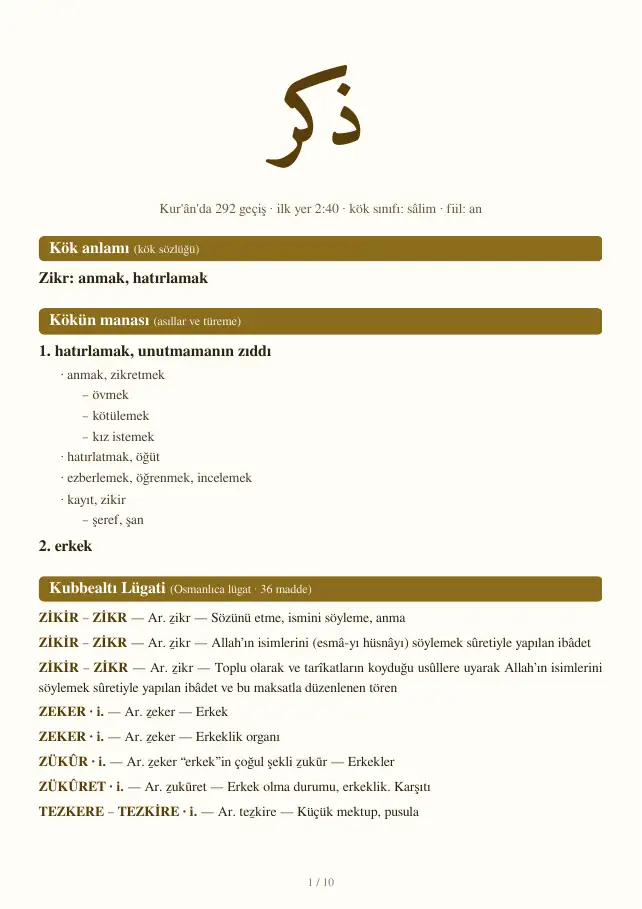 ذكر
Kur'ân'da 292 geçiş · ilk yer 2:40 · kök sınıfı: sâlim · fiil: an
Kök anlamı (kök sözlüğü)
Zikr: anmak, hatırlamak
Kökün manası (asıllar ve türeme)
1. hatırlamak, unutmamanın zıddı
· anmak, zikretmek
– övmek
– kötülemek
– kız istemek
· hatırlatmak, öğüt
· ezberlemek, öğrenmek, incelemek
· kayıt, zikir
– şeref, şan
2. erkek
Kubbealtı Lügati (Osmanlıca lügat · 36 madde)
ZİKİR – ZİKR — Ar. ẕikr — Sözünü etme, ismini söyleme, anma
ZİKİR – ZİKR — Ar. ẕikr — Allah’ın isimlerini (esmâ-yı hüsnâyı) söylemek sûretiyle yapılan ibâdet
ZİKİR – ZİKR — Ar. ẕikr — Toplu olarak ve tarîkatların koyduğu usûllere uyarak Allah’ın isimlerini
söylemek sûretiyle yapılan ibâdet ve bu maksatla düzenlenen tören
ZEKER · i. — Ar. ẕeker — Erkek
ZEKER · i. — Ar. ẕeker — Erkeklik organı
ZÜKÛR · i. — Ar. ẕeker “erkek”in çoğul şekli ẕukūr — Erkekler
ZÜKÛRET · i. — Ar. ẕukūret — Erkek olma durumu, erkeklik. Karşıtı
TEZKERE – TEZKİRE · i. — Ar. teẕkire — Küçük mektup, pusula
1 / 10